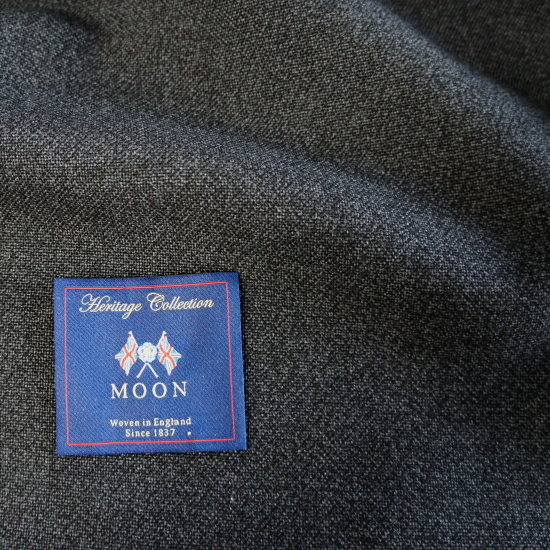 Heritage Collection
MOON
Woven in England
Since 1837